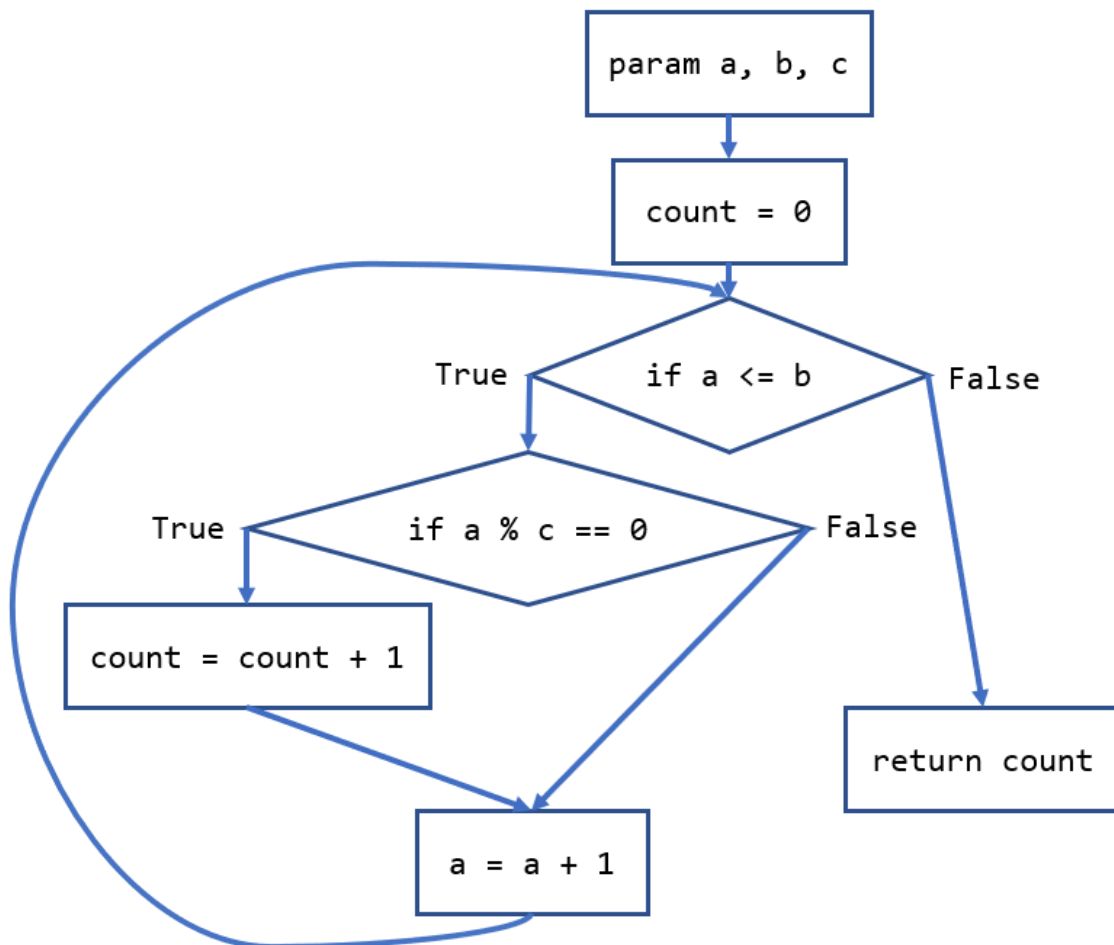 param a, b, c
count = 0
True
if a <= b
False
True
if a % c == 0
False
count = count + 1
return count
a = a + 1